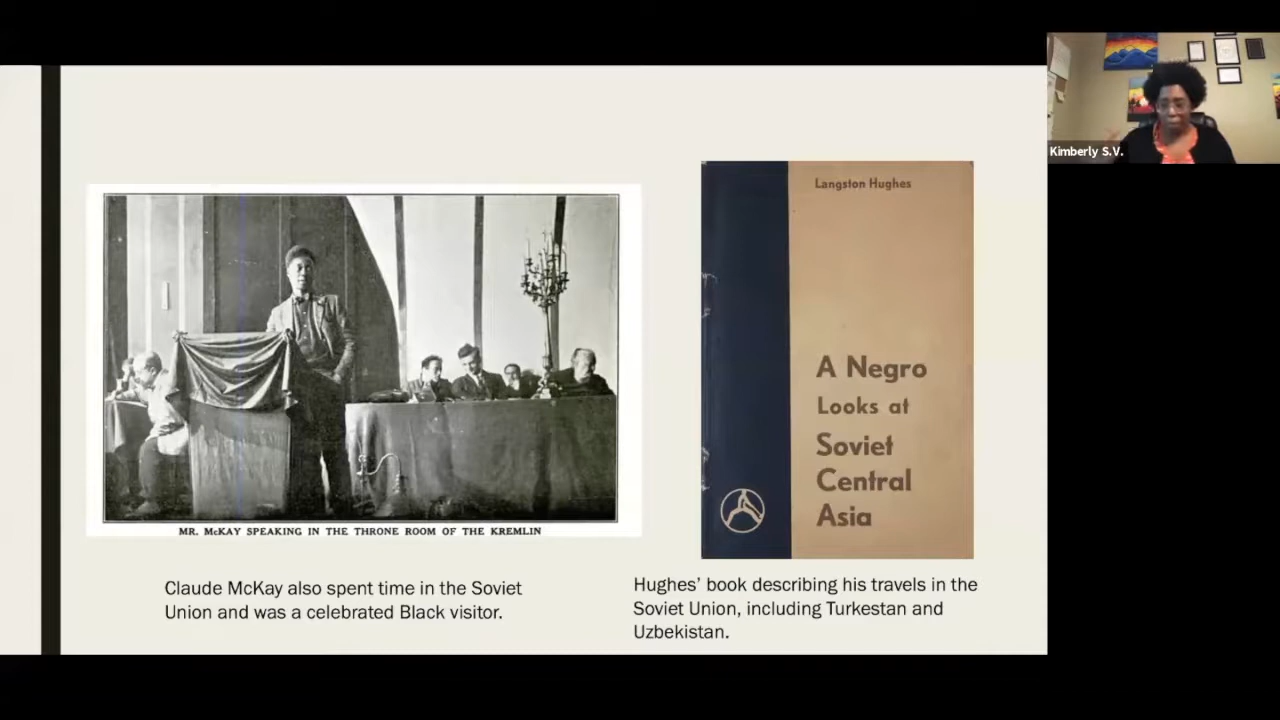 Kimberly S.V.
Langston Hughes
A Negro
Looks at
Soviet
Central
Asia
MR. McKAY SPEAKING IN THE THRONE ROOM OF THE KREMLIN
Claude McKay also spent time in the Soviet
Union and was a celebrated Black visitor.
Hughes’ book describing his travels in the
Soviet Union, including Turkestan and
Uzbekistan.